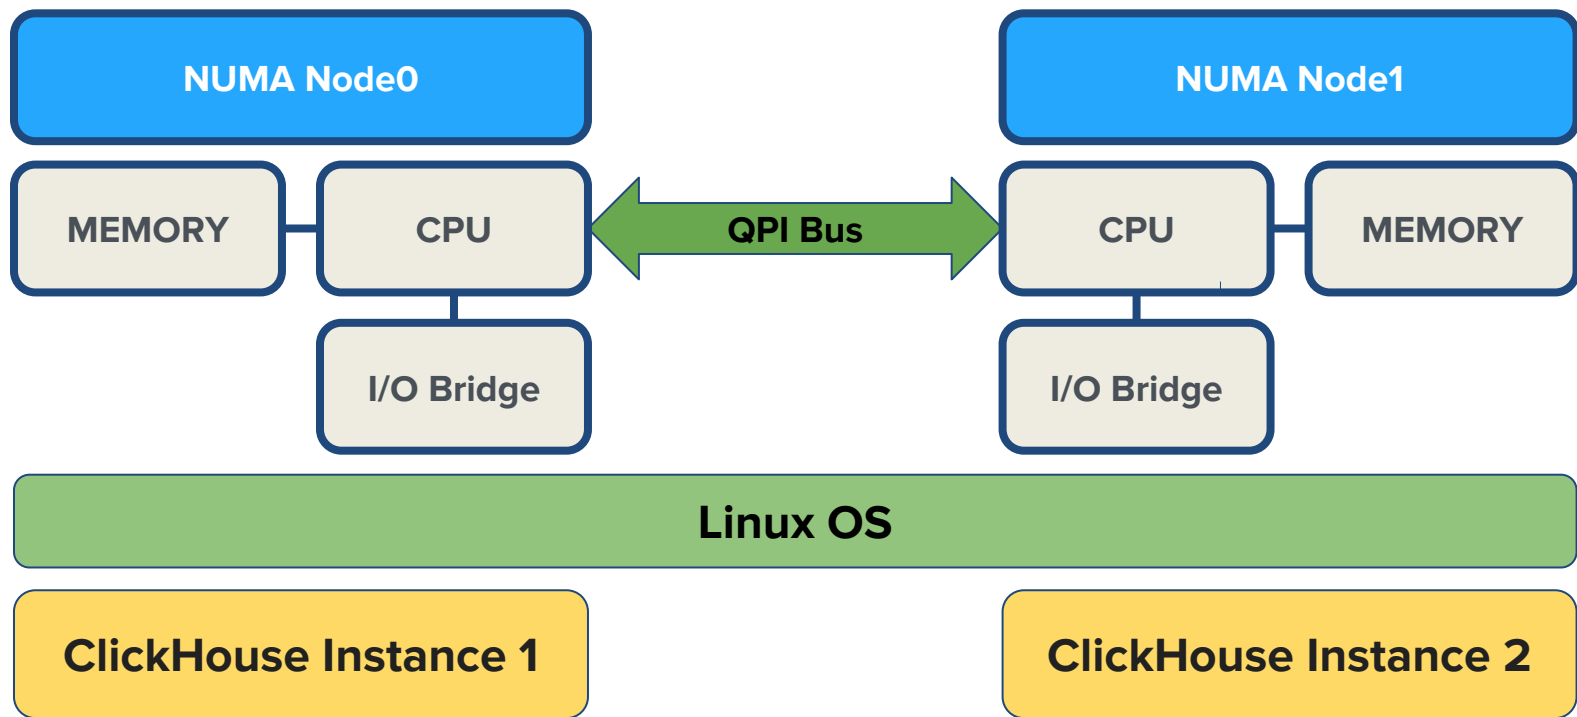 NUMA Node0
NUMA Node1
MEMORY
CPU
QPI Bus
CPU
MEMORY
I/O Bridge
I/O Bridge
Linux OS
ClickHouse Instance 1
ClickHouse Instance 2